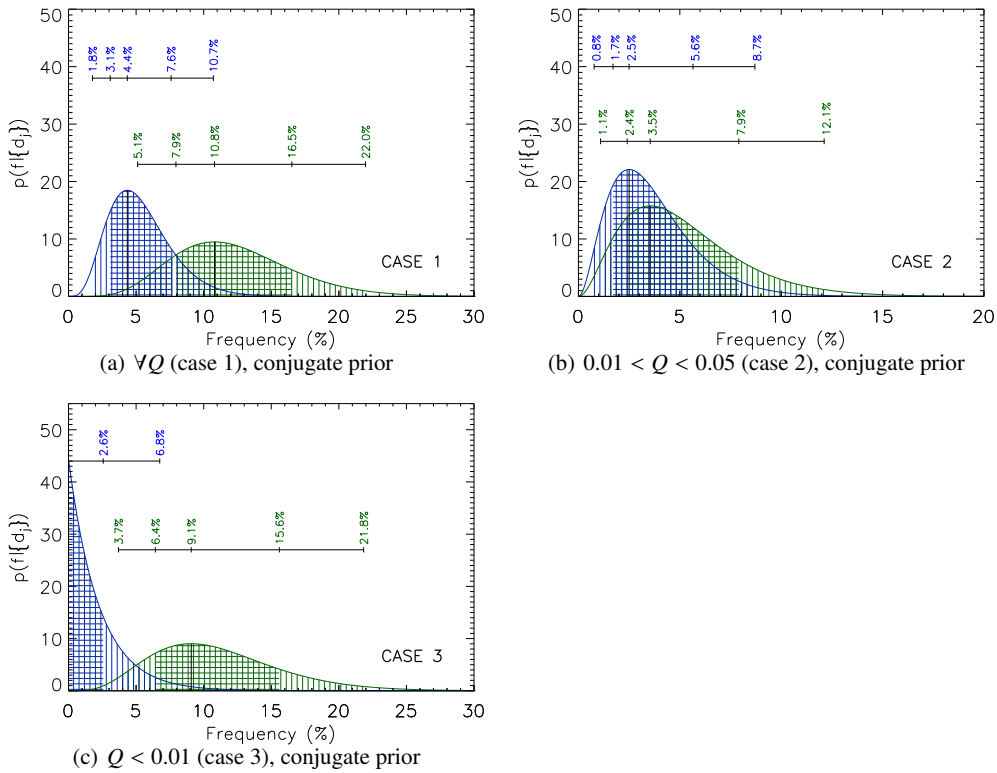 50
40
30
20
10
0
p(f|{d_j})
1.8% 3.1% 4.4% 7.6% 10.7%
5.1% 7.9% 10.8% 16.5% 22.0%
CASE 1
0 5 10 15 20 25 30
Frequency (%)
(a) ∀Q (case 1), conjugate prior
50
40
30
20
10
0
p(f|{d_j})
0.8% 1.7% 2.5% 5.6% 8.7%
1.1% 2.4% 3.5% 7.9% 12.1%
CASE 2
0 5 10 15 20
Frequency (%)
(b) 0.01 < Q < 0.05 (case 2), conjugate prior
50
40
30
20
10
0
p(f|{d_j})
2.6% 6.8%
3.7% 6.4% 9.1% 15.6% 21.8%
CASE 3
0 5 10 15 20 25 30
Frequency (%)
(c) Q < 0.01 (case 3), conjugate prior